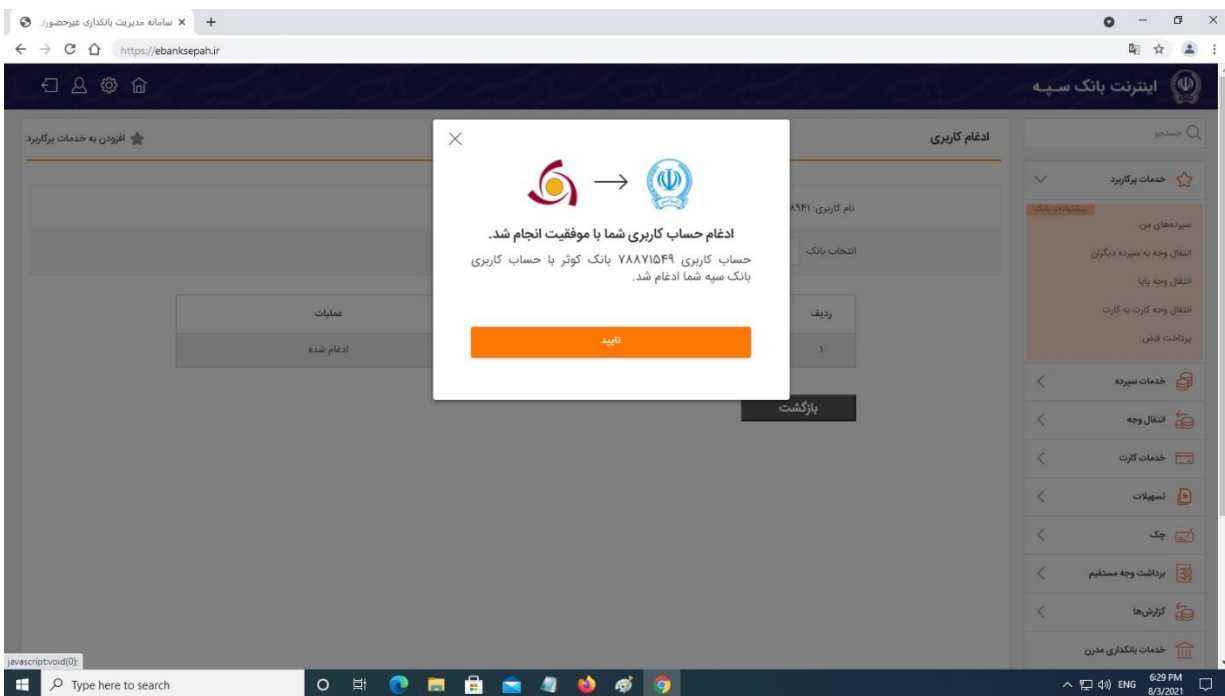 سامانه مدیریت بانکداری غیرحضوری
https://ebanksepah.ir
اینترنت بانک سپه
جستجو
خدمات پرکاربرد
پیشنهادات بانک
سپرده‌های من
انتقال وجه به سپرده دیگران
انتقال وجه پایا
انتقال وجه کارت به کارت
پرداخت قبض
خدمات سپرده
انتقال وجه
خدمات کارت
تسهیلات
چک
برداشت وجه مستقیم
گزارش‌ها
خدمات بانکداری مدرن
ادغام کاربری
افزودن به خدمات پرکاربرد
نام کاربری: ۸۹۴۱
انتخاب بانک
ردیف
عملیات
۱
ادغام شده
بازگشت
ادغام حساب کاربری شما با موفقیت انجام شد.
حساب کاربری ۷۸۸۷۱۵۴۹ بانک کوثر با حساب کاربری
بانک سپه شما ادغام شد.
تایید
javascript:void(0);
Type here to search
ENG
6:29 PM
8/3/2021